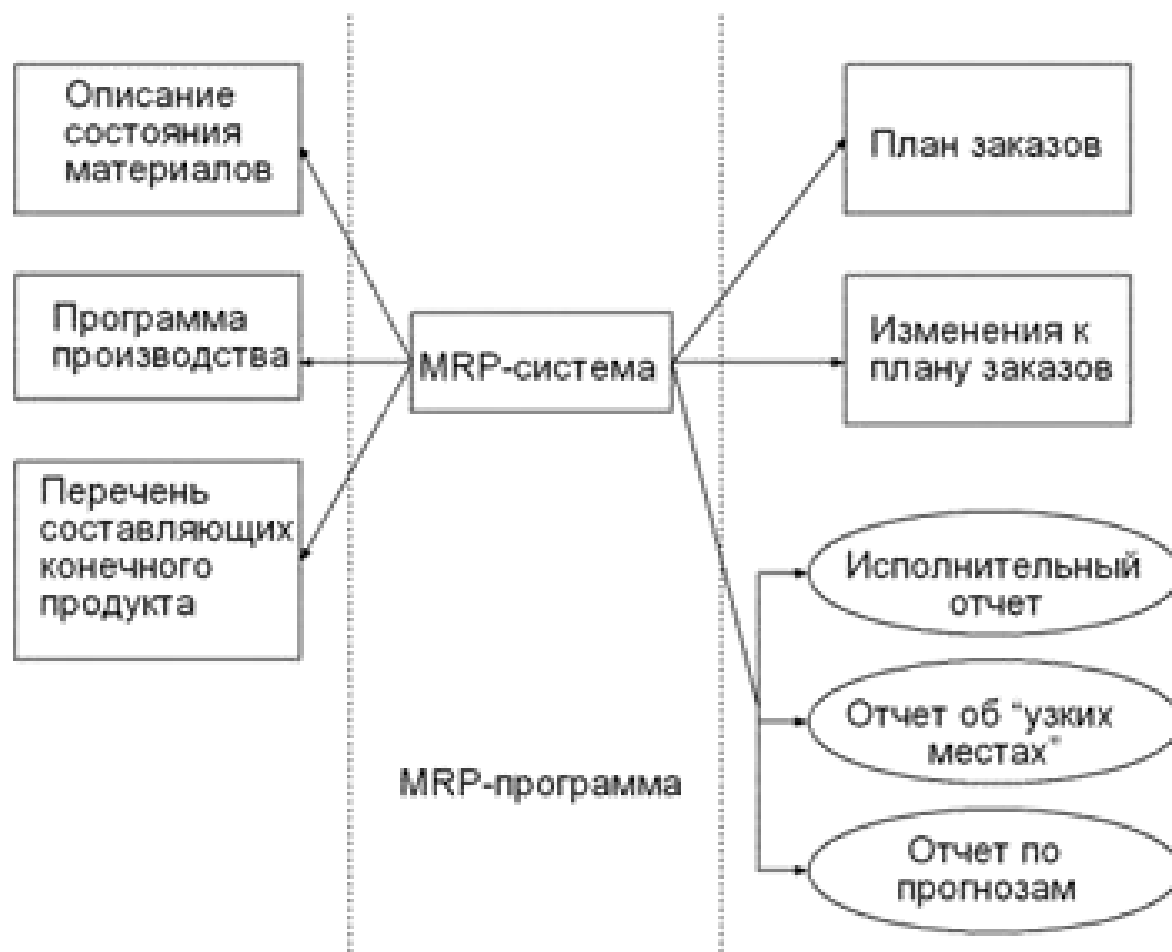 Описание
состояния
материалов
Программа
производства
Перечень
составляющих
конечного
продукта
MRP-система
MRP-программа
План заказов
Изменения к
плану заказов
Исполнительный
отчет
Отчет об “узких
местах”
Отчет по
прогнозам